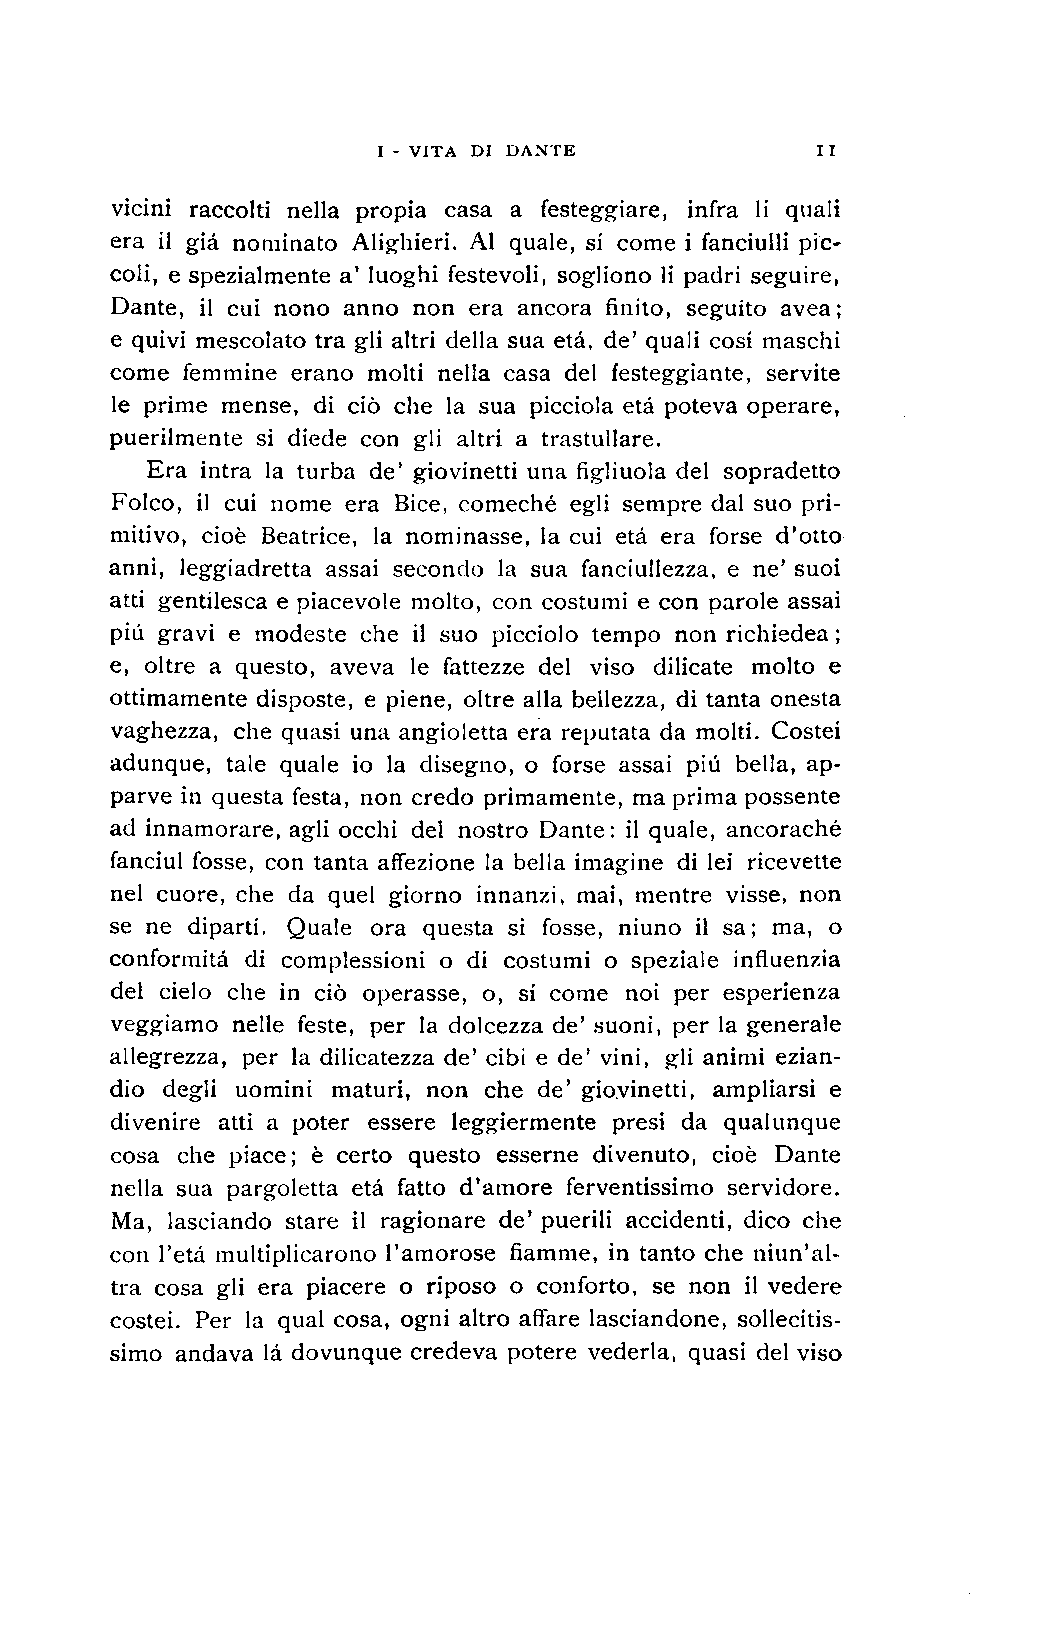 I - VITA DI DANTE 11
vicini raccolti nella propia casa a festeggiare, infra li quali
era il giá nominato Alighieri. Al quale, sí come i fanciulli pic-
coli, e spezialmente a' luoghi festevoli, sogliono li padri seguire,
Dante, il cui nono anno non era ancora finito, seguito avea;
e quivi mescolato tra gli altri della sua etá, de' quali cosí maschi
come femmine erano molti nella casa del festeggiante, servite
le prime mense, di ciò che la sua picciola etá poteva operare,
puerilmente si diede con gli altri a trastullare.
Era intra la turba de' giovinetti una figliuola del sopradetto
Folco, il cui nome era Bice, comeché egli sempre dal suo pri-
mitivo, cioè Beatrice, la nominasse, la cui etá era forse d'otto
anni, leggiadretta assai secondo la sua fanciullezza, e ne' suoi
atti gentilesca e piacevole molto, con costumi e con parole assai
piú gravi e modeste che il suo picciolo tempo non richiedea;
e, oltre a questo, aveva le fattezze del viso dilicate molto e
ottimamente disposte, e piene, oltre alla bellezza, di tanta onesta
vaghezza, che quasi una angioletta era reputata da molti. Costei
adunque, tale quale io la disegno, o forse assai piú bella, ap-
parve in questa festa, non credo primamente, ma prima possente
ad innamorare, agli occhi del nostro Dante: il quale, ancoraché
fanciul fosse, con tanta affezione la bella imagine di lei ricevette
nel cuore, che da quel giorno innanzi, mai, mentre visse, non
se ne dipartí. Quale ora questa si fosse, niuno il sa; ma, o
conformitá di complessioni o di costumi o speziale influenzia
del cielo che in ciò operasse, o, sí come noi per esperienza
veggiamo nelle feste, per la dolcezza de' suoni, per la generale
allegrezza, per la dilicatezza de' cibi e de' vini, gli animi ezian-
dio degli uomini maturi, non che de' giovinetti, ampliarsi e
divenire atti a poter essere leggiermente presi da qualunque
cosa che piace; è certo questo esserne divenuto, cioè Dante
nella sua pargoletta etá fatto d'amore ferventissimo servidore.
Ma, lasciando stare il ragionare de' puerili accidenti, dico che
con l'etá multiplicarono l'amorose fiamme, in tanto che niun'al-
tra cosa gli era piacere o riposo o conforto, se non il vedere
costei. Per la qual cosa, ogni altro affare lasciandone, sollecitis-
simo andava lá dovunque credeva potere vederla, quasi del viso